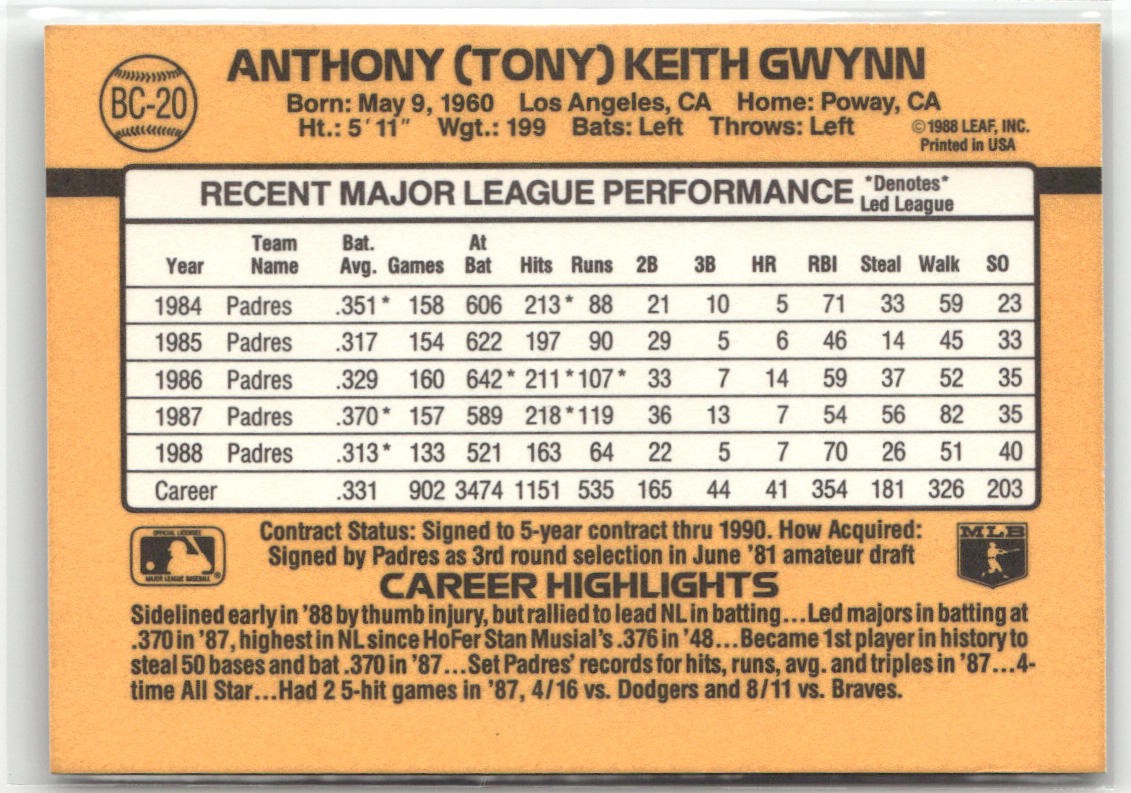 BC-20
ANTHONY (TONY) KEITH GWYNN
Born: May 9, 1960 Los Angeles, CA Home: Poway, CA
Ht.: 5' 11" Wgt.: 199 Bats: Left Throws: Left
©1988 LEAF, INC.
Printed in USA
RECENT MAJOR LEAGUE PERFORMANCE *Denotes* Led League
Year Team Name Bat. Avg. Games At Bat Hits Runs 2B 3B HR RBI Steal Walk SO
1984 Padres .351* 158 606 213* 88 21 10 5 71 33 59 23
1985 Padres .317 154 622 197 90 29 5 6 46 14 45 33
1986 Padres .329 160 642* 211* 107* 33 7 14 59 37 52 35
1987 Padres .370* 157 589 218* 119 36 13 7 54 56 82 35
1988 Padres .313* 133 521 163 64 22 5 7 70 26 51 40
Career .331 902 3474 1151 535 165 44 41 354 181 326 203
OFFICIAL LICENSEE
MAJOR LEAGUE BASEBALL®
Contract Status: Signed to 5-year contract thru 1990. How Acquired:
Signed by Padres as 3rd round selection in June '81 amateur draft
MLB
CAREER HIGHLIGHTS
Sidelined early in '88 by thumb injury, but rallied to lead NL in batting...Led majors in batting at
.370 in '87, highest in NL since HoFer Stan Musial's .376 in '48...Became 1st player in history to
steal 50 bases and bat .370 in '87...Set Padres' records for hits, runs, avg. and triples in '87...4-
time All Star...Had 2 5-hit games in '87, 4/16 vs. Dodgers and 8/11 vs. Braves.